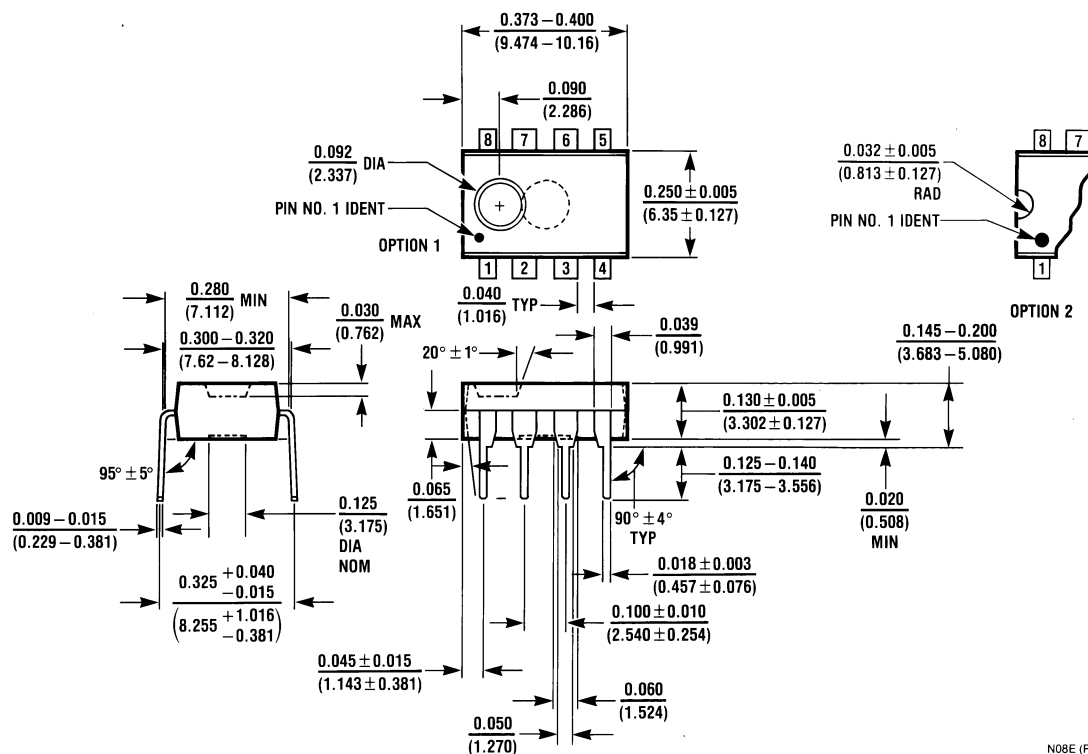 0.373 – 0.400
(9.474 – 10.16)
0.090
(2.286)
8 7 6 5
0.092 DIA
(2.337)
PIN NO. 1 IDENT
OPTION 1
0.250 ± 0.005
(6.35 ± 0.127)
1 2 3 4
8 7
0.032 ± 0.005
(0.813 ± 0.127)
RAD
PIN NO. 1 IDENT
1
OPTION 2
0.280 MIN
(7.112)
0.300 – 0.320
(7.62 – 8.128)
0.030 MAX
(0.762)
0.040 TYP
(1.016)
0.039
(0.991)
20° ± 1°
0.145 – 0.200
(3.683 – 5.080)
0.130 ± 0.005
(3.302 ± 0.127)
0.125 – 0.140
(3.175 – 3.556)
0.020
(0.508)
MIN
95° ± 5°
0.009 – 0.015
(0.229 – 0.381)
0.125
(3.175)
DIA
NOM
0.065
(1.651)
90° ± 4°
TYP
0.325 +0.040
−0.015
(8.255 +1.016
−0.381)
0.018 ± 0.003
(0.457 ± 0.076)
0.100 ± 0.010
(2.540 ± 0.254)
0.045 ± 0.015
(1.143 ± 0.381)
0.060
(1.524)
0.050
(1.270)
N08E